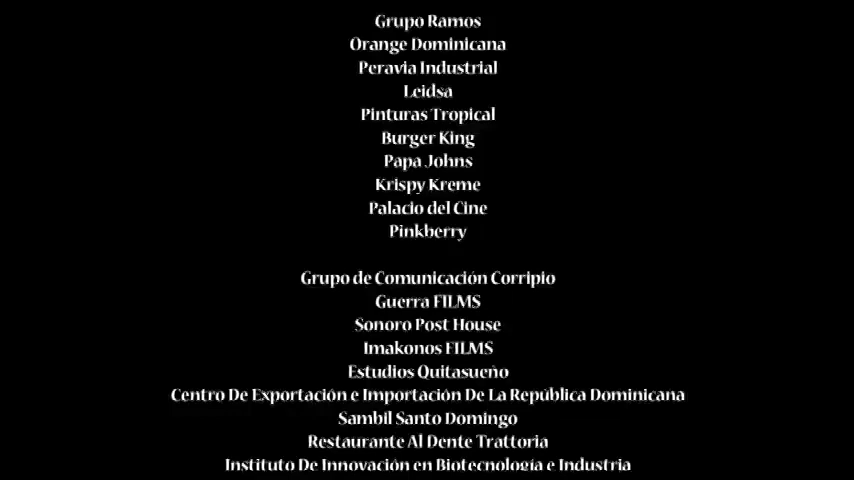 Grupo Ramos
Orange Dominicana
Peravia Industrial
Leidsa
Pinturas Tropical
Burger King
Papa Johns
Krispy Kreme
Palacio del Cine
Pinkberry
Grupo de Comunicación Corripio
Guerra FILMS
Sonoro Post House
Imakonos FILMS
Estudios Quitasueño
Centro De Exportación e Importación De La República Dominicana
Sambil Santo Domingo
Restaurante Al Dente Trattoria
Instituto De Innovación en Biotecnología e Industria